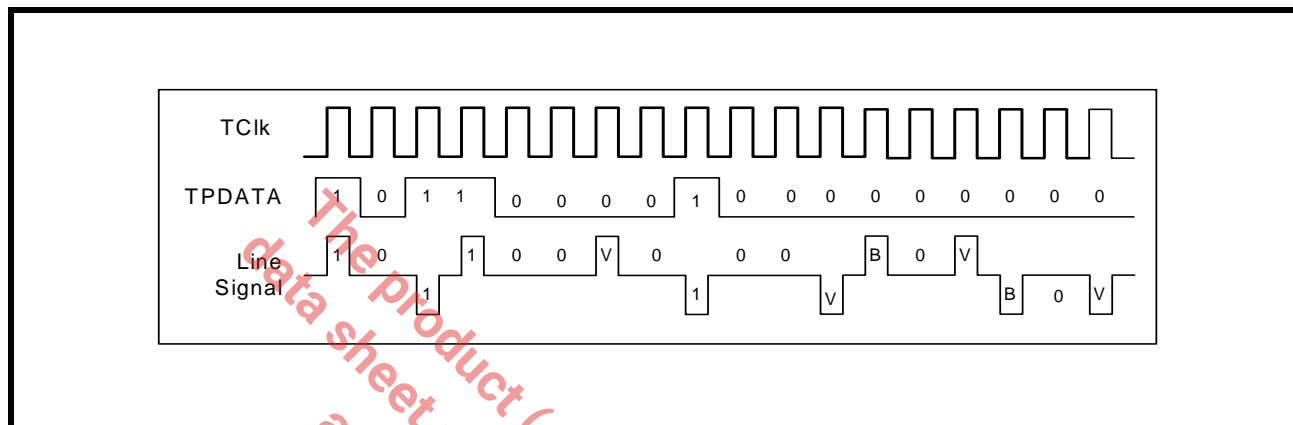 TClk
TPDATA 1 0 1 1 0 0 0 0 1 0 0 0 0 0 0 0 0 0
Line Signal 1 0 1 1 0 0 V 0 1 0 0 V B 0 V B 0 V
The product (
data sheet
a